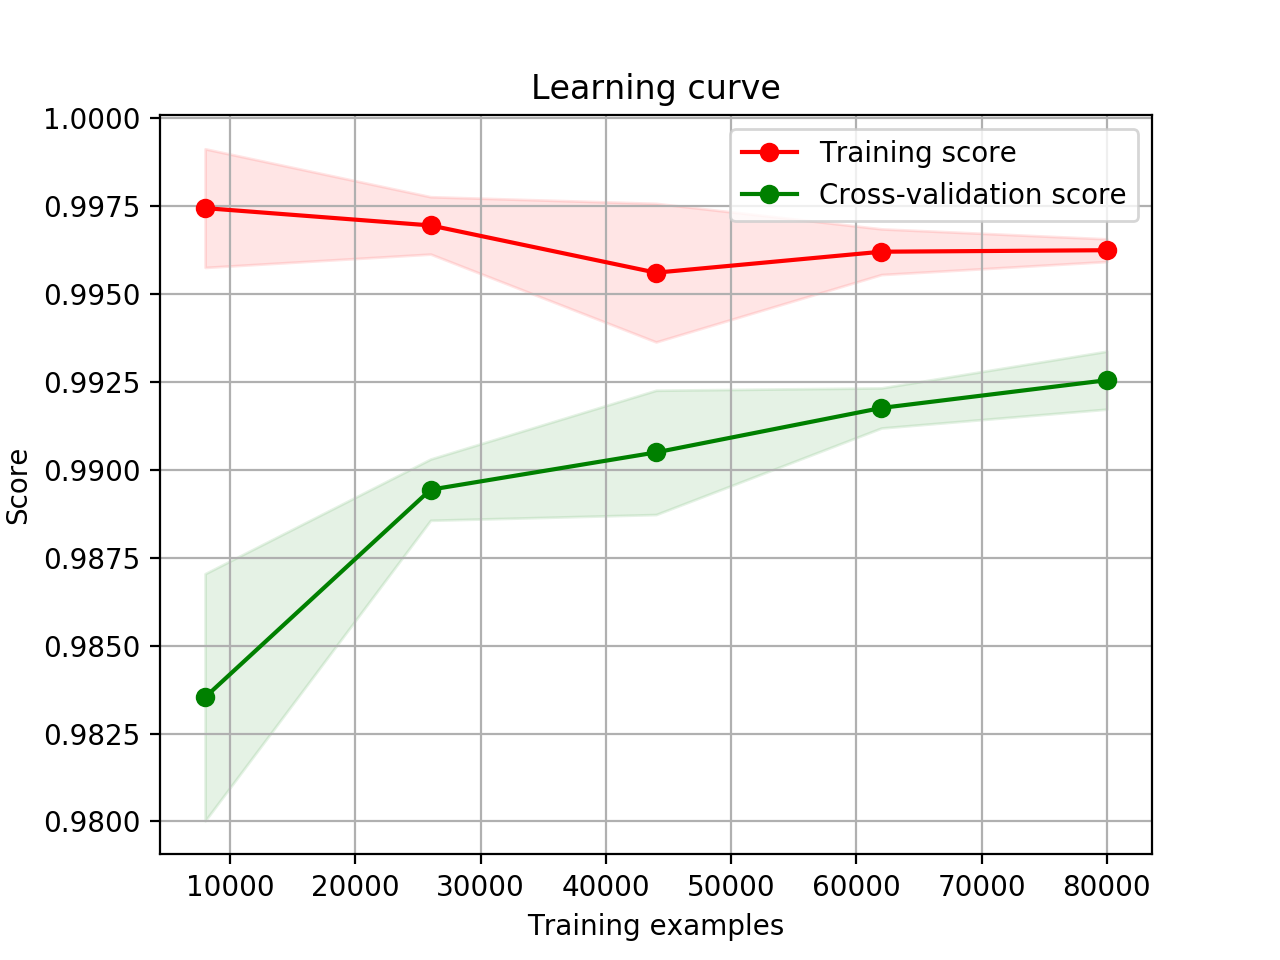 Learning curve
Training score
Cross-validation score
1.0000
0.9975
0.9950
0.9925
0.9900
0.9875
0.9850
0.9825
0.9800
Score
10000 20000 30000 40000 50000 60000 70000 80000
Training examples